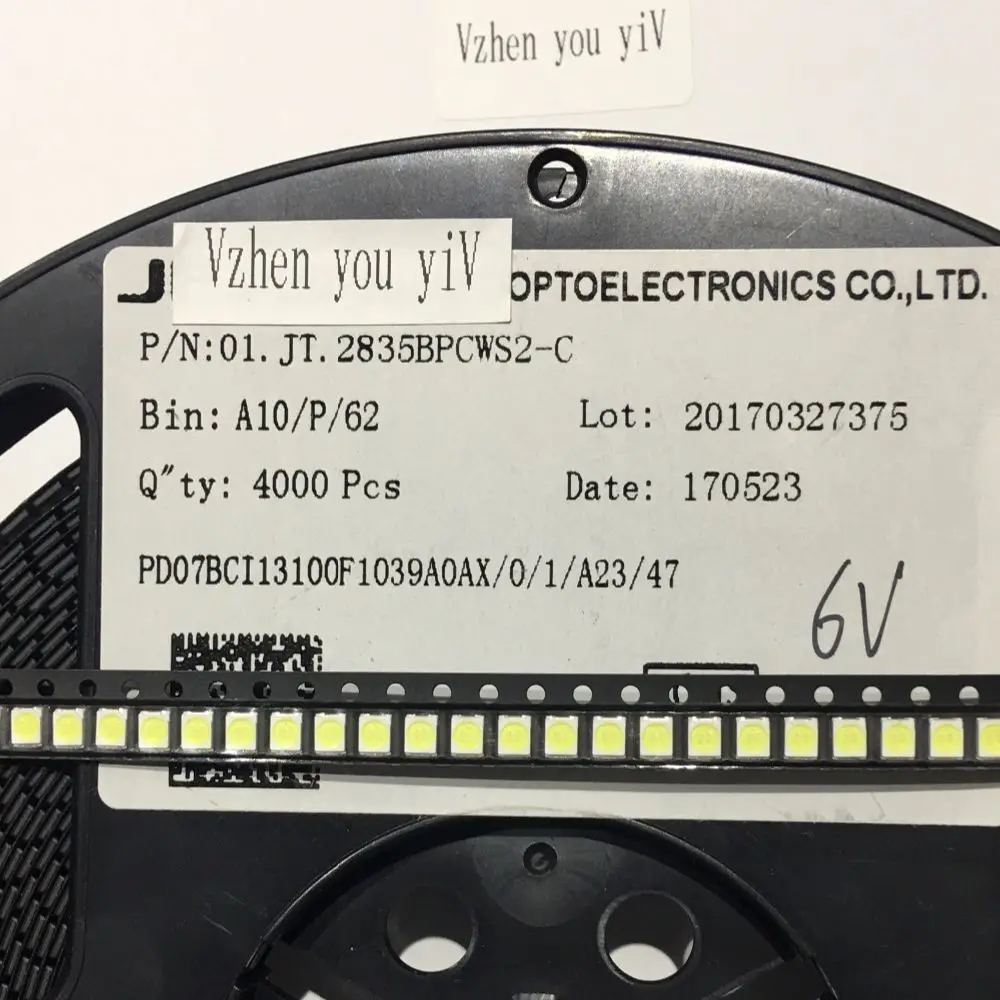 Vzhen you yiV
Vzhen you yiV
OPTOELECTRONICS CO.,LTD.
P/N:01.JT.2835BPCWS2-C
Bin: A10/P/62
Lot: 20170327375
Q"ty: 4000 Pcs
Date: 170523
PD07BCI13100F1039A0AX/0/1/A23/47
6V